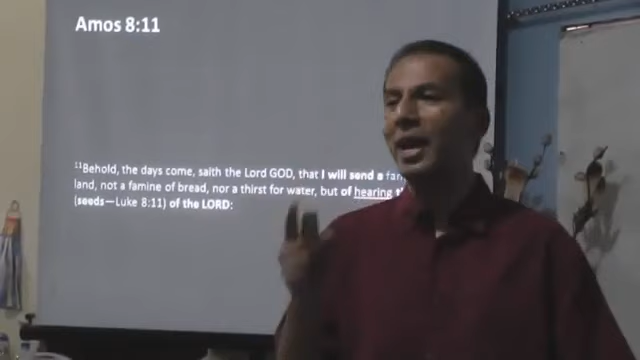 Amos 8:11
11Behold, the days come, saith the Lord GOD, that I will send a
land, not a famine of bread, nor a thirst for water, but of hearing
(seeds—Luke 8:11) of the LORD: